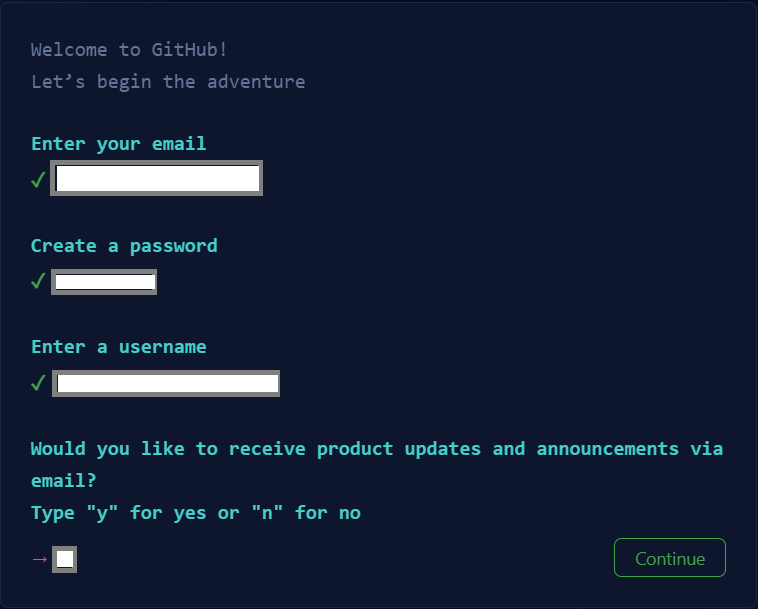 Welcome to GitHub!
Let’s begin the adventure
Enter your email
✓
Create a password
✓
Enter a username
✓
Would you like to receive product updates and announcements via
email?
Type "y" for yes or "n" for no
→
Continue